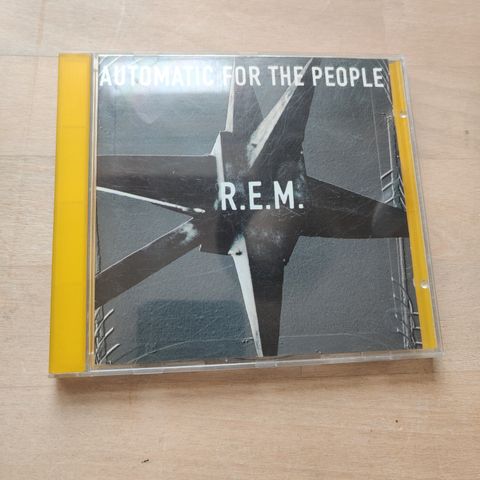 AUTOMATIC FOR THE PEOPLE
R.E.M.